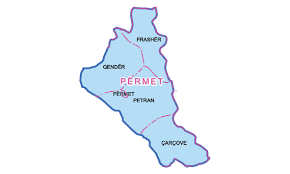 FRASHËR
QENDËR
PËRMET
PËRMET
PETRAN
ÇARÇOVË